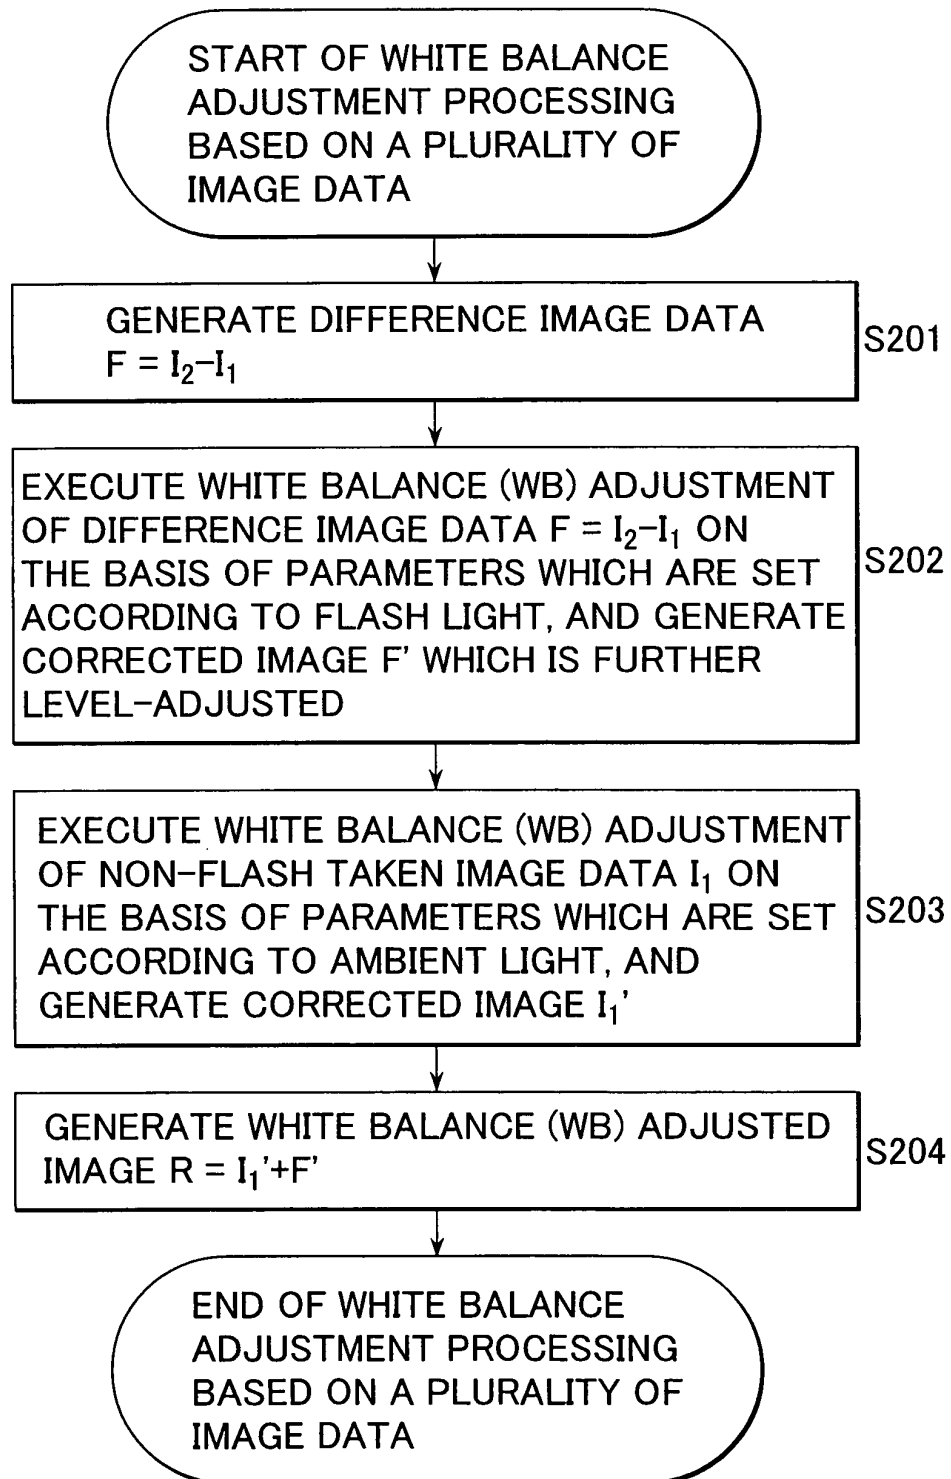 START OF WHITE BALANCE
ADJUSTMENT PROCESSING
BASED ON A PLURALITY OF
IMAGE DATA
GENERATE DIFFERENCE IMAGE DATA
F = I₂–I₁
S201
EXECUTE WHITE BALANCE (WB) ADJUSTMENT
OF DIFFERENCE IMAGE DATA F = I₂–I₁ ON
THE BASIS OF PARAMETERS WHICH ARE SET
ACCORDING TO FLASH LIGHT, AND GENERATE
CORRECTED IMAGE F' WHICH IS FURTHER
LEVEL-ADJUSTED
S202
EXECUTE WHITE BALANCE (WB) ADJUSTMENT
OF NON-FLASH TAKEN IMAGE DATA I₁ ON
THE BASIS OF PARAMETERS WHICH ARE SET
ACCORDING TO AMBIENT LIGHT, AND
GENERATE CORRECTED IMAGE I₁'
S203
GENERATE WHITE BALANCE (WB) ADJUSTED
IMAGE R = I₁'+F'
S204
END OF WHITE BALANCE
ADJUSTMENT PROCESSING
BASED ON A PLURALITY OF
IMAGE DATA